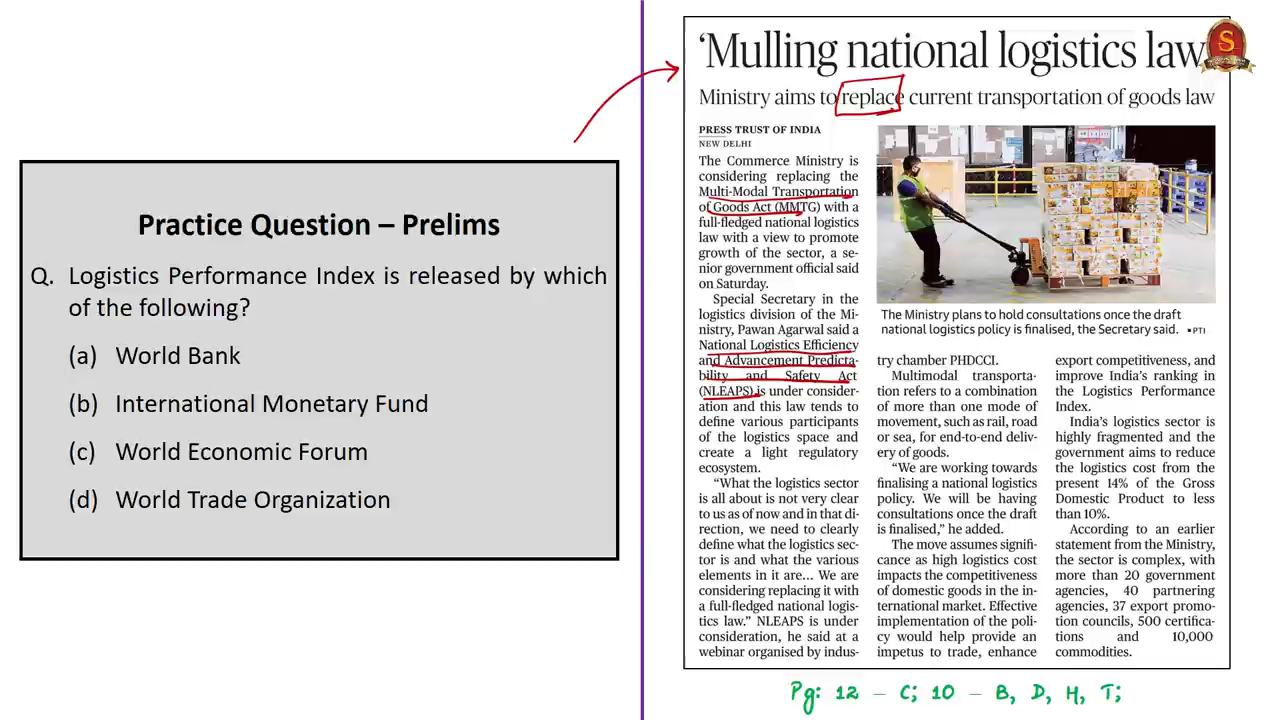 Practice Question – Prelims
Q. Logistics Performance Index is released by which
of the following?
(a) World Bank
(b) International Monetary Fund
(c) World Economic Forum
(d) World Trade Organization
‘Mulling national logistics law
S
Ministry aims to replace current transportation of goods law
PRESS TRUST OF INDIA
NEW DELHI
The Commerce Ministry is
considering replacing the
Multi-Modal Transportation
of Goods Act (MMTG) with a
full-fledged national logistics
law with a view to promote
growth of the sector, a se-
nior government official said
on Saturday.
Special Secretary in the
logistics division of the Mi-
nistry, Pawan Agarwal said a
National Logistics Efficiency
and Advancement Predicta-
bility and Safety Act
(NLEAPS) is under consider-
ation and this law tends to
define various participants
of the logistics space and
create a light regulatory
ecosystem.
“What the logistics sector
is all about is not very clear
to us as of now and in that di-
rection, we need to clearly
define what the logistics sec-
tor is and what the various
elements in it are... We are
considering replacing it with
a full-fledged national logis-
tics law.” NLEAPS is under
consideration, he said at a
webinar organised by indus-
The Ministry plans to hold consultations once the draft
national logistics policy is finalised, the Secretary said. ▪PTI
try chamber PHDCCI.
Multimodal transporta-
tion refers to a combination
of more than one mode of
movement, such as rail, road
or sea, for end-to-end deliv-
ery of goods.
“We are working towards
finalising a national logistics
policy. We will be having
consultations once the draft
is finalised,” he added.
The move assumes signifi-
cance as high logistics cost
impacts the competitiveness
of domestic goods in the in-
ternational market. Effective
implementation of the poli-
cy would help provide an
impetus to trade, enhance
export competitiveness, and
improve India’s ranking in
the Logistics Performance
Index.
India’s logistics sector is
highly fragmented and the
government aims to reduce
the logistics cost from the
present 14% of the Gross
Domestic Product to less
than 10%.
According to an earlier
statement from the Ministry,
the sector is complex, with
more than 20 government
agencies, 40 partnering
agencies, 37 export promo-
tion councils, 500 certifica-
tions and 10,000
commodities.
Pg: 12 – C; 10 – B, D, H, T;